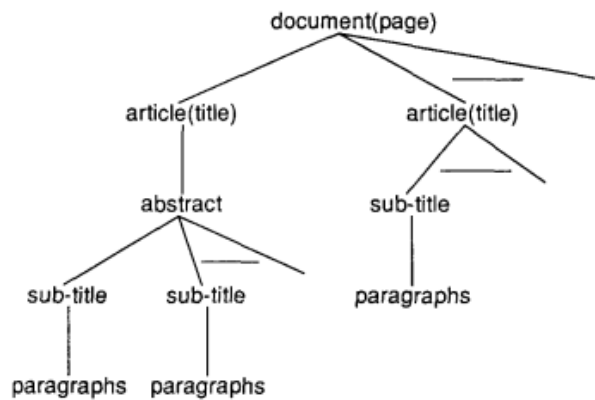 document(page)
article(title) article(title)
abstract sub-title
sub-title sub-title paragraphs
paragraphs paragraphs